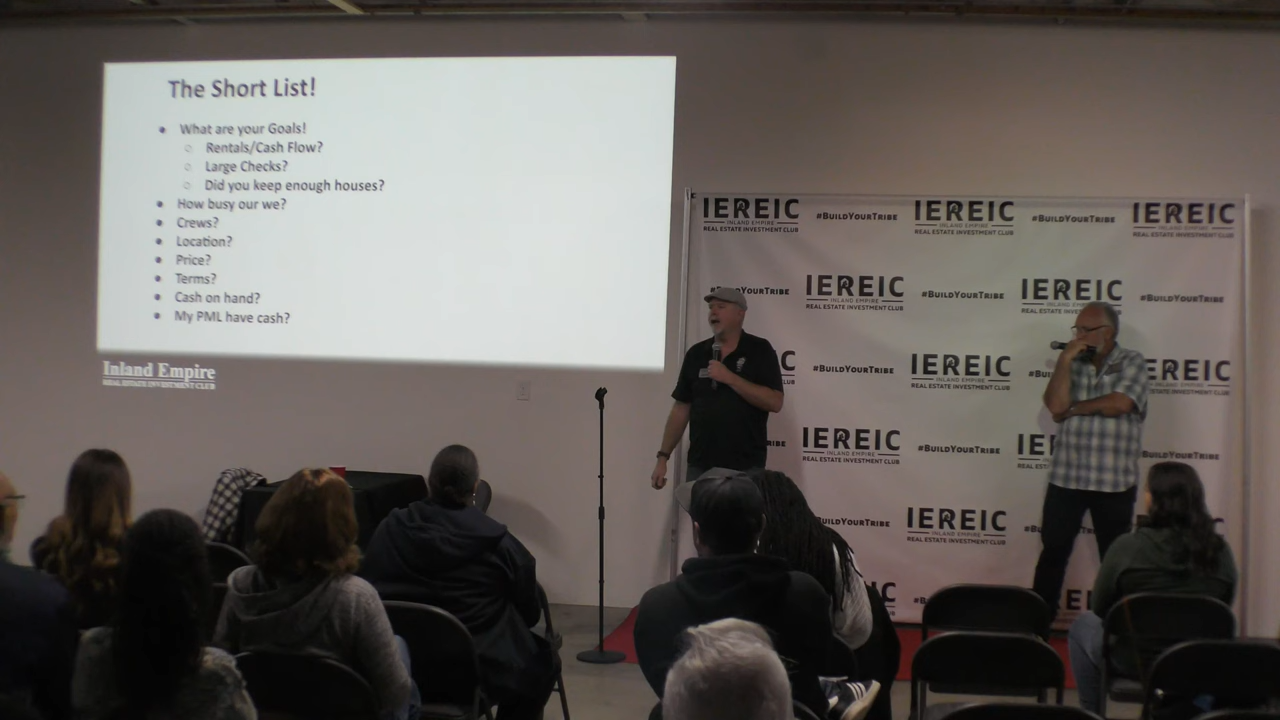 The Short List!
What are your Goals!
Rentals/Cash Flow?
Large Checks?
Did you keep enough houses?
How busy our we?
Crews?
Location?
Price?
Terms?
Cash on hand?
My PML have cash?
Inland Empire
REAL ESTATE INVESTMENT CLUB
IEREIC
INLAND EMPIRE
REAL ESTATE INVESTMENT CLUB
#BUILDYOURTRIBE
IEREIC
INLAND EMPIRE
REAL ESTATE INVESTMENT CLUB
#BUILDYOURTRIBE
IEREIC
INLAND EMPIRE
REAL ESTATE INVESTMENT CLUB
IEREIC
INLAND EMPIRE
REAL ESTATE INVESTMENT CLUB
#BUILDYOURTRIBE
IEREIC
INLAND EMPIRE
REAL ESTATE INVESTMENT CLUB
#BUILDYOURTRIBE
#BUILDYOURTRIBE
IEREIC
INLAND EMPIRE
REAL ESTATE INVESTMENT CLUB
IEREIC
INLAND EMPIRE
REAL ESTATE INVESTMENT CLUB
#BUILDYOURTRIBE
IEREIC
INLAND EMPIRE
REAL ESTATE INVESTMENT CLUB